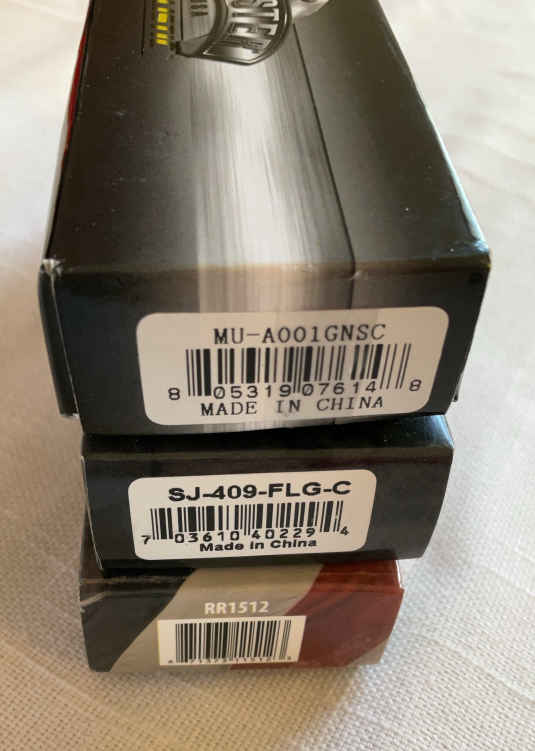 MU-A001GNSC
8 05319 07614 8
MADE IN CHINA
SJ-409-FLG-C
7 03610 40229 4
Made in China
RR1512